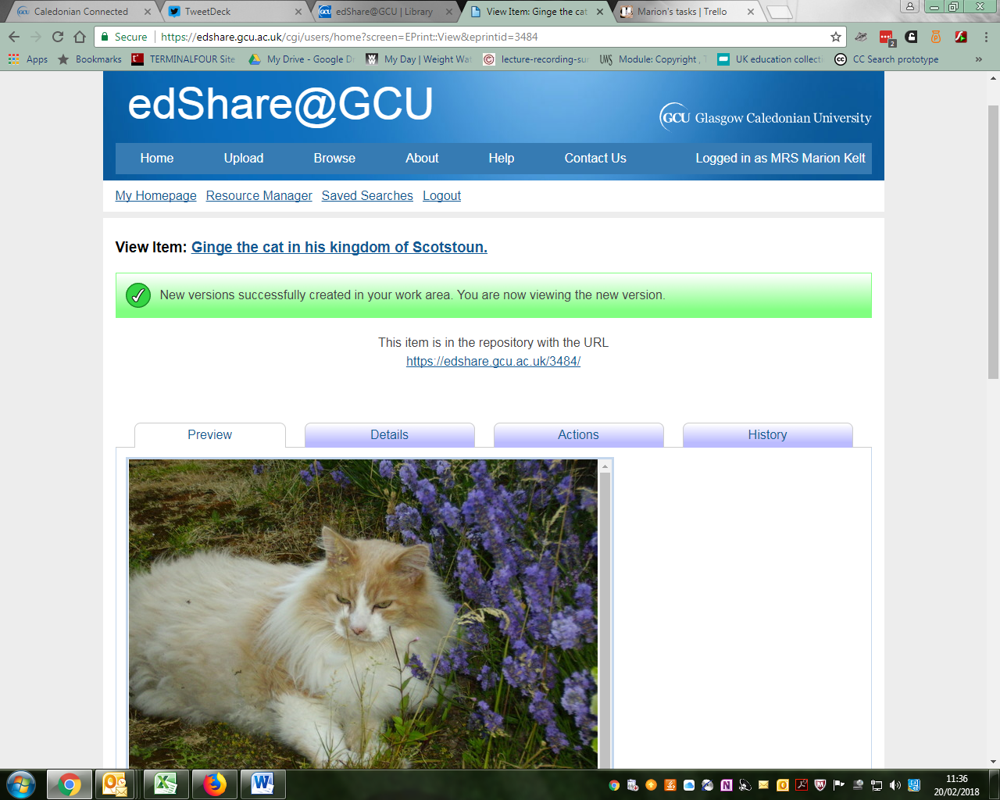 Caledonian Connected
TweetDeck
edShare@GCU | Library
View Item: Ginge the cat
Marion's tasks | Trello
Secure
https://edshare.gcu.ac.uk/cgi/users/home?screen=EPrint::View&eprintid=3484
2
Apps
Bookmarks
TERMINALFOUR Site
My Drive - Google Dr
My Day | Weight Wat
lecture-recording-sur
Module: Copyright,
UK education collecti
CC Search prototype
»
edShare@GCU
GCU Glasgow Caledonian University
Home Upload Browse About Help Contact Us Logged in as MRS Marion Kelt
My Homepage Resource Manager Saved Searches Logout
View Item: Ginge the cat in his kingdom of Scotstoun.
New versions successfully created in your work area. You are now viewing the new version.
This item is in the repository with the URL
https://edshare.gcu.ac.uk/3484/
Preview Details Actions History
11:36
20/02/2018